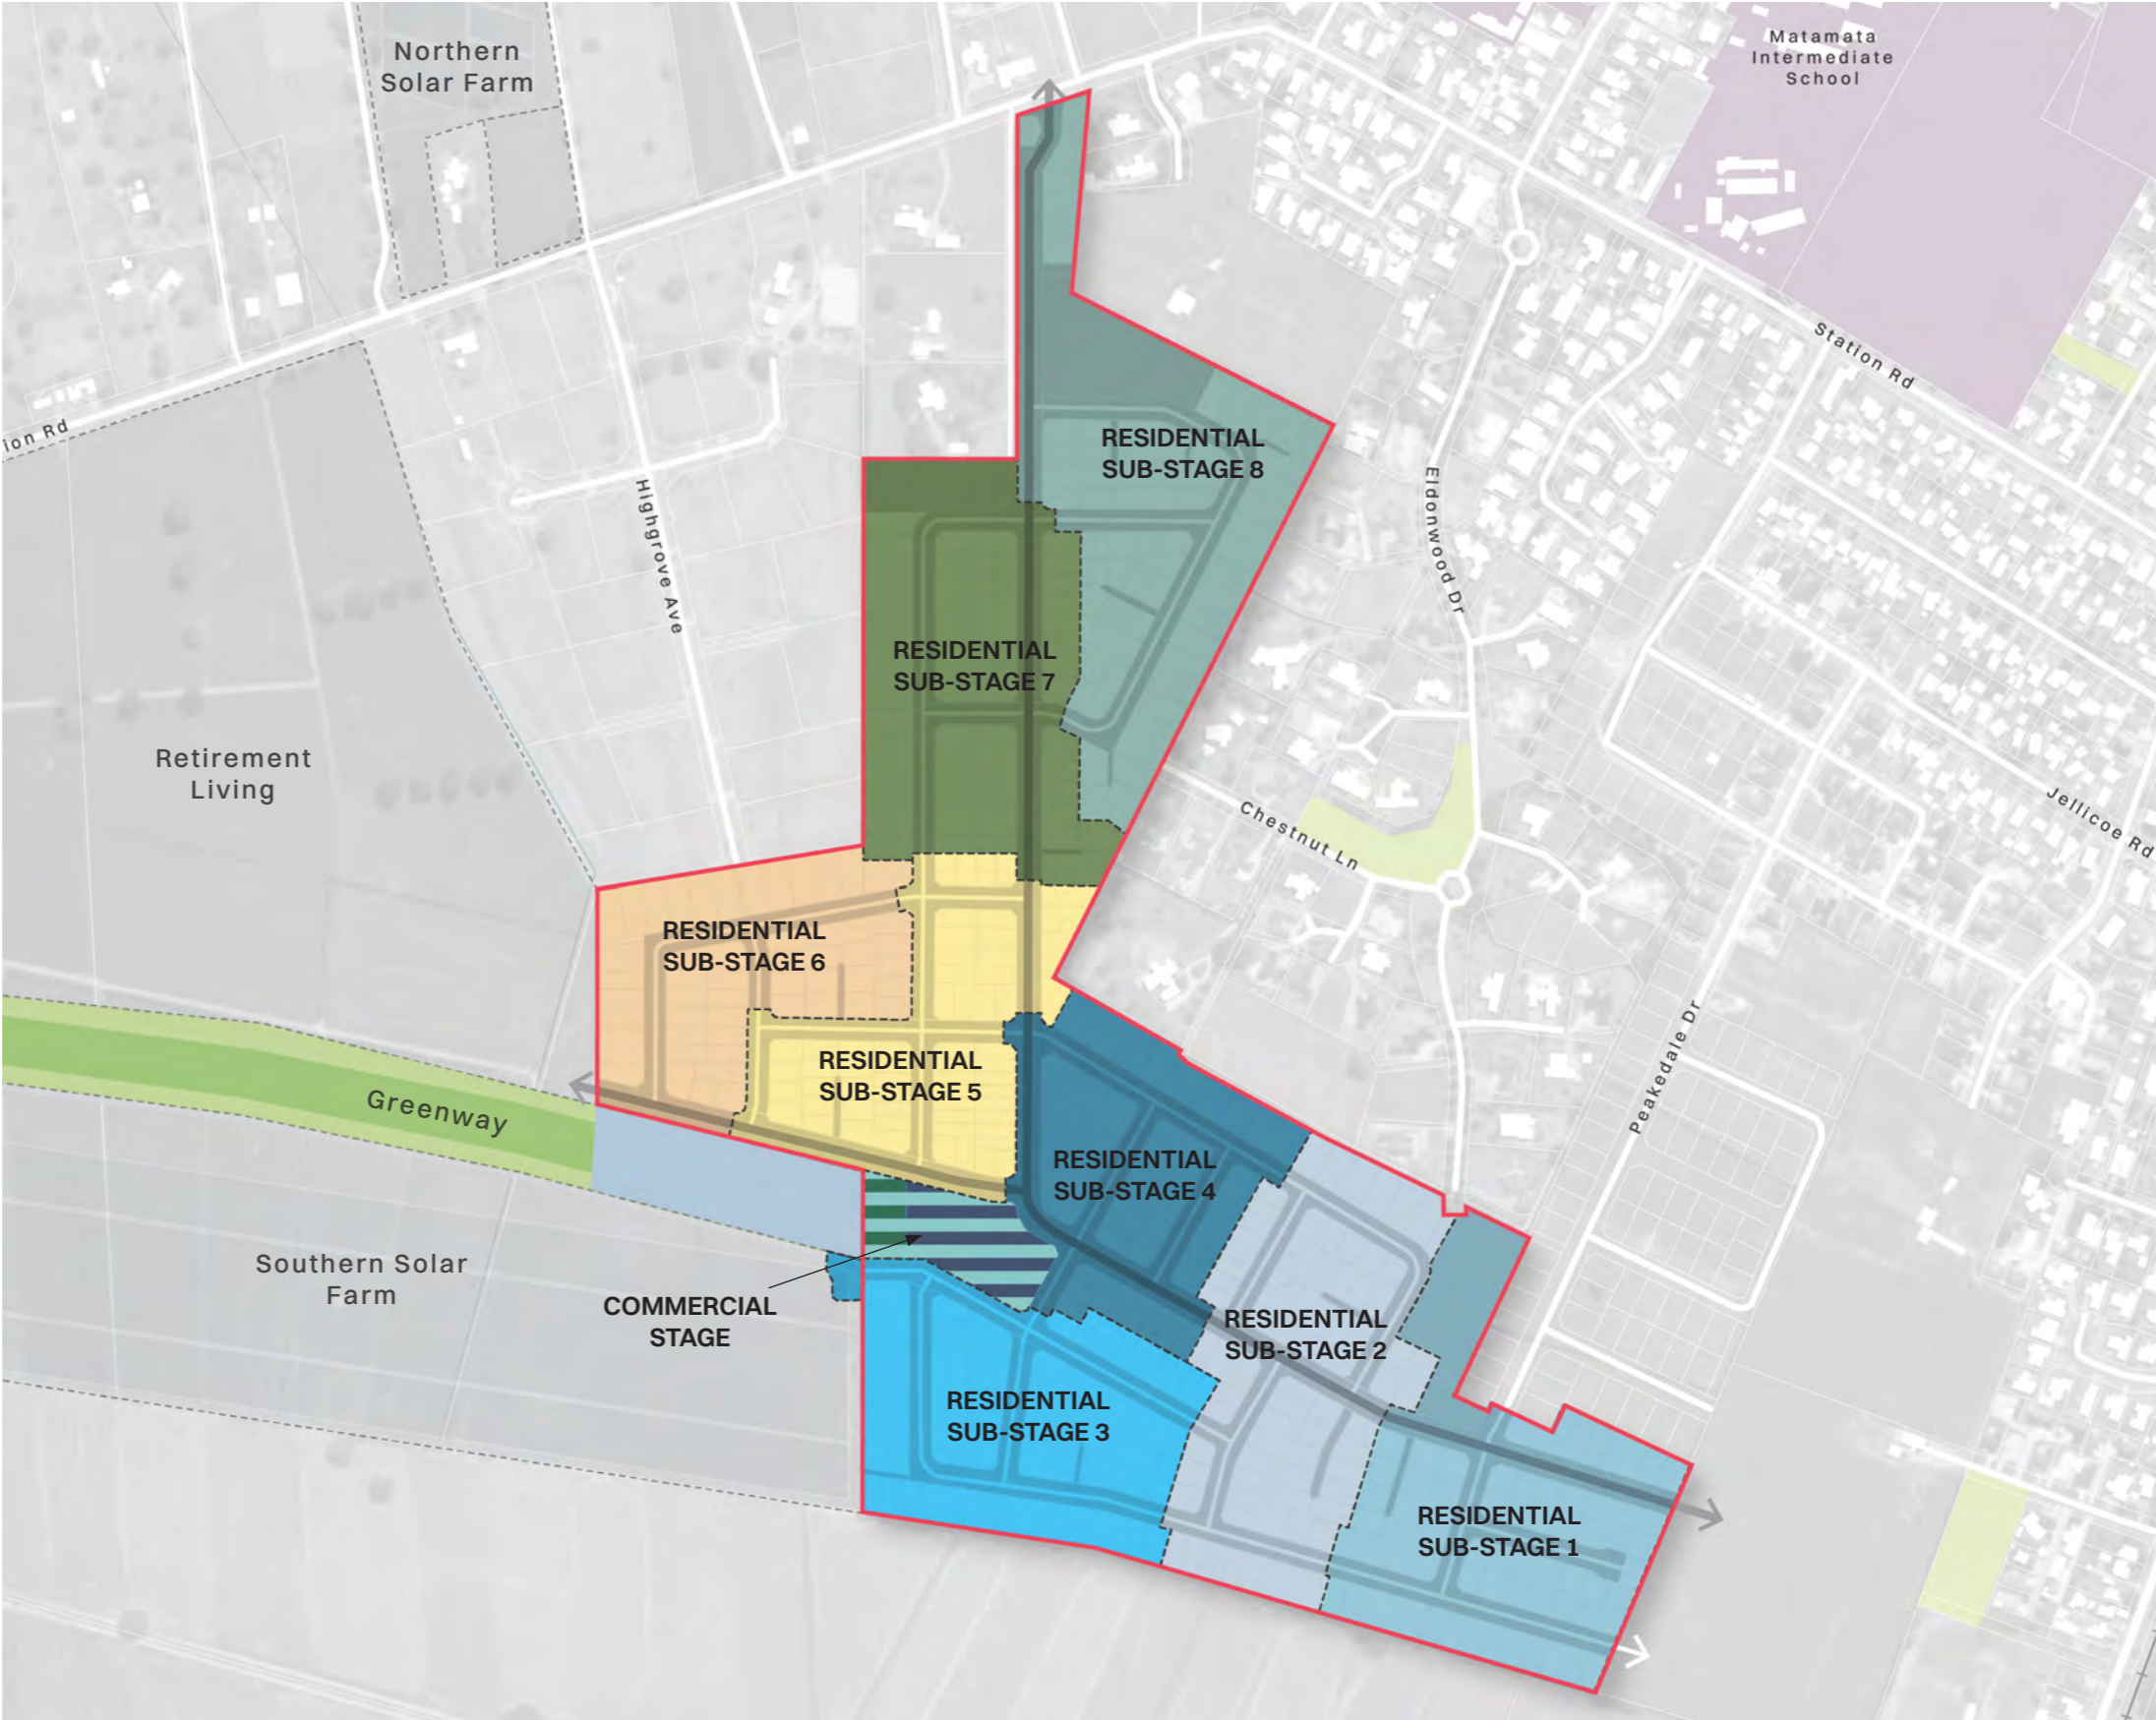 Northern
Solar Farm
Matamata
Intermediate
School
Station Rd
ion Rd
RESIDENTIAL
SUB-STAGE 8
Highgrove Ave
Eldonwood Dr
RESIDENTIAL
SUB-STAGE 7
Retirement
Living
Chestnut Ln
Jellicoe Rd
RESIDENTIAL
SUB-STAGE 6
RESIDENTIAL
SUB-STAGE 5
Peakedale Dr
Greenway
RESIDENTIAL
SUB-STAGE 4
Southern Solar
Farm
COMMERCIAL
STAGE
RESIDENTIAL
SUB-STAGE 2
RESIDENTIAL
SUB-STAGE 3
RESIDENTIAL
SUB-STAGE 1